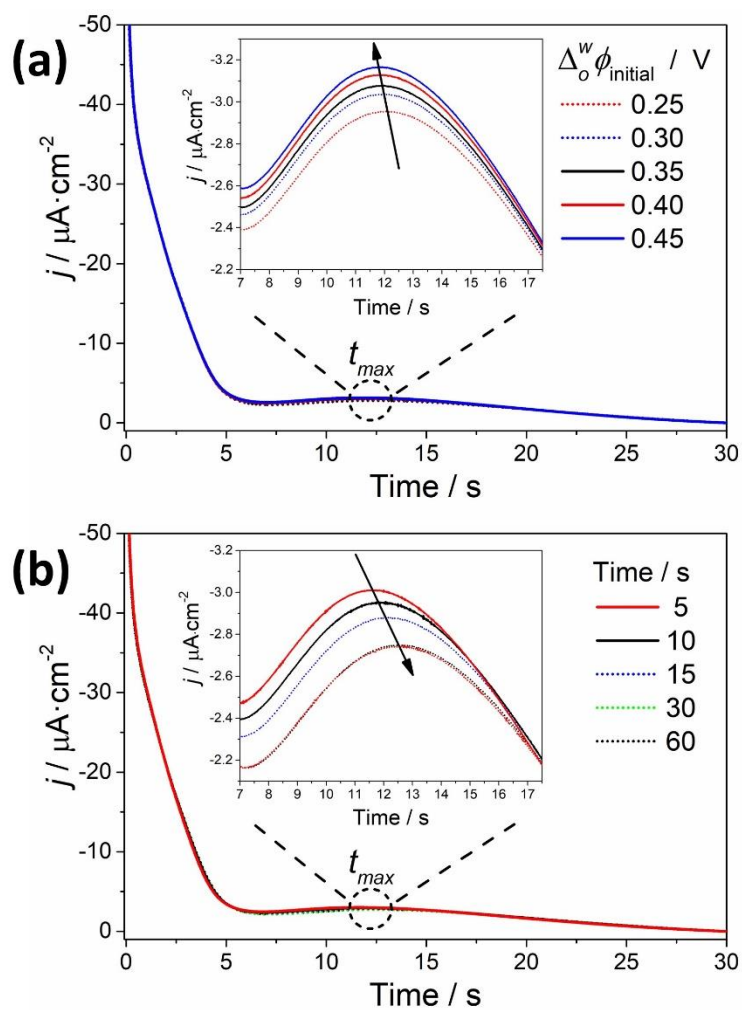 (a)
-50
-40
-30
-20
-10
0
j / μA·cm⁻²
0 5 10 15 20 25 30
Time / s
-3.2
-3.0
-2.8
-2.6
-2.4
-2.2
j / μA·cm⁻²
7 8 9 10 11 12 13 14 15 16 17
Time / s
t_max
Δ_o^w ϕ_initial / V
0.25
0.30
0.35
0.40
0.45
(b)
-50
-40
-30
-20
-10
0
j / μA·cm⁻²
0 5 10 15 20 25 30
Time / s
-3.2
-3.0
-2.8
-2.6
-2.4
-2.2
j / μA·cm⁻²
7 8 9 10 11 12 13 14 15 16 17
Time / s
t_max
Time / s
5
10
15
30
60